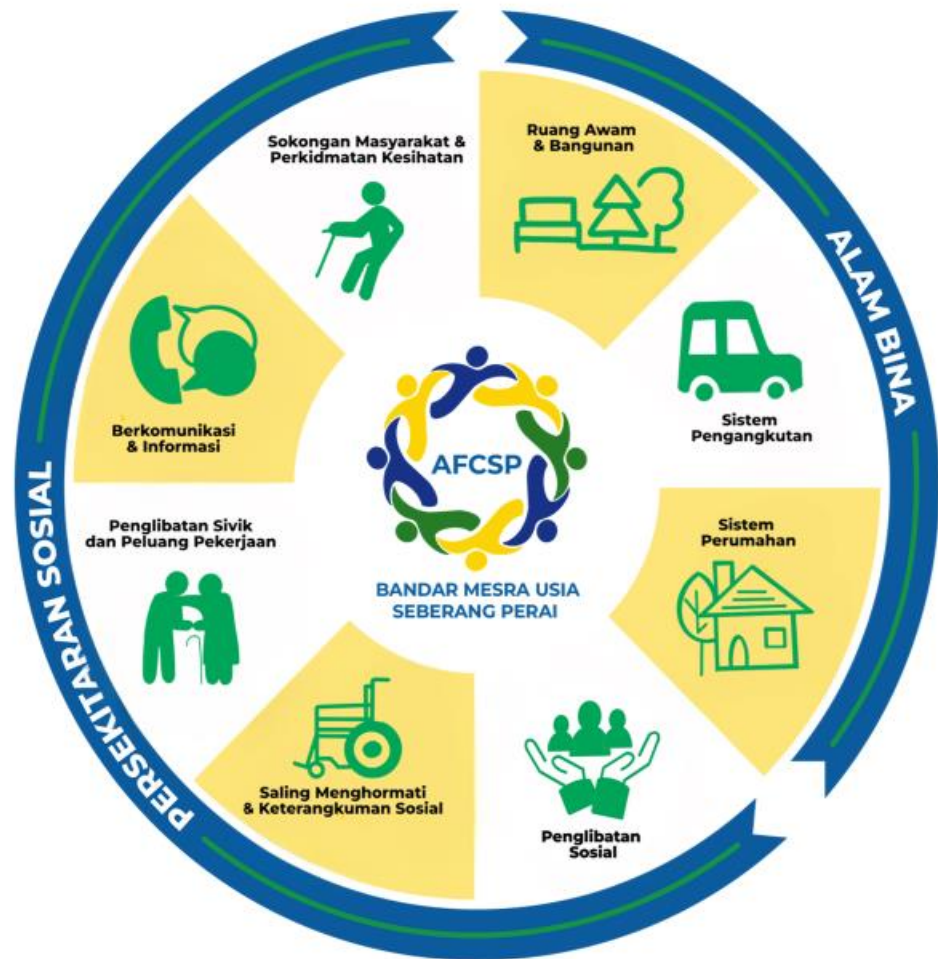 Ruang Awam
& Bangunan
ALAM BINA
Sistem
Pengangkutan
Sistem
Perumahan
Penglibatan
Sosial
Saling Menghormati
& Keterangkuman Sosial
Penglibatan Sivik
dan Peluang Pekerjaan
PERSEKITARAN SOSIAL
Berkomunikasi
& Informasi
Sokongan Masyarakat &
Perkidmatan Kesihatan
AFCSP
BANDAR MESRA USIA
SEBERANG PERAI